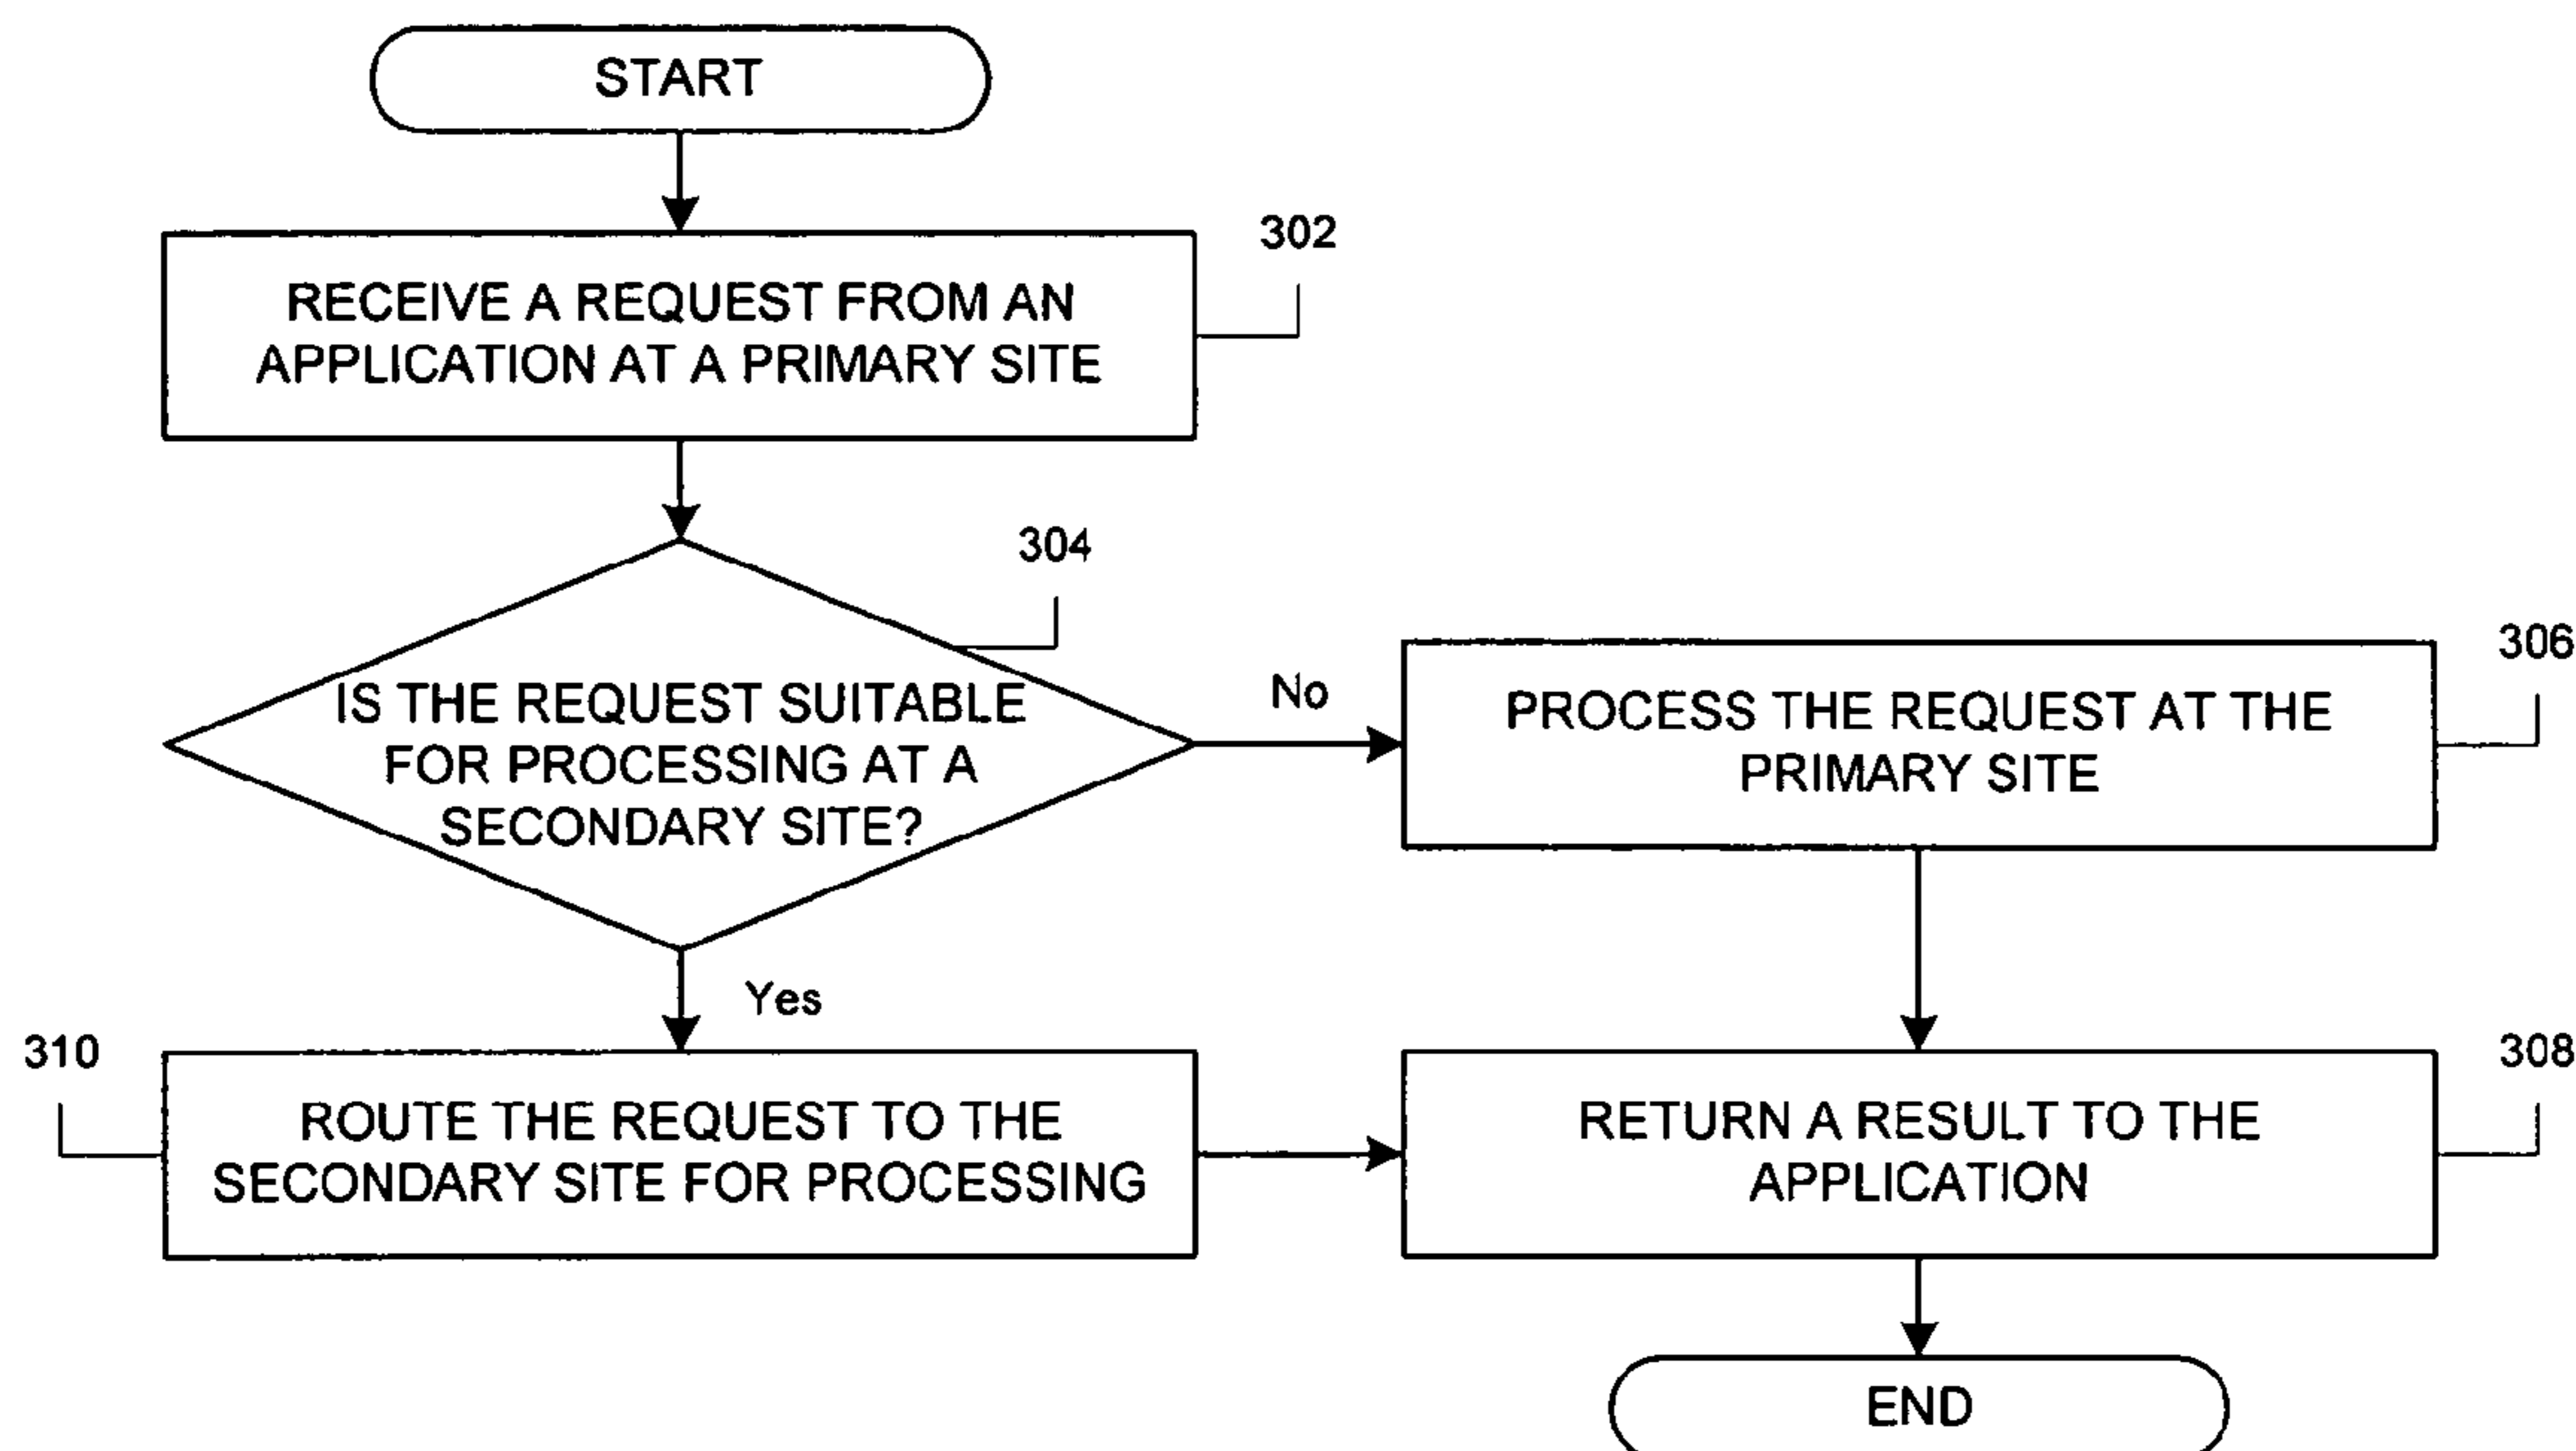 START
302
RECEIVE A REQUEST FROM AN
APPLICATION AT A PRIMARY SITE
304
IS THE REQUEST SUITABLE
FOR PROCESSING AT A
SECONDARY SITE?
No
306
PROCESS THE REQUEST AT THE
PRIMARY SITE
Yes
310
ROUTE THE REQUEST TO THE
SECONDARY SITE FOR PROCESSING
308
RETURN A RESULT TO THE
APPLICATION
END